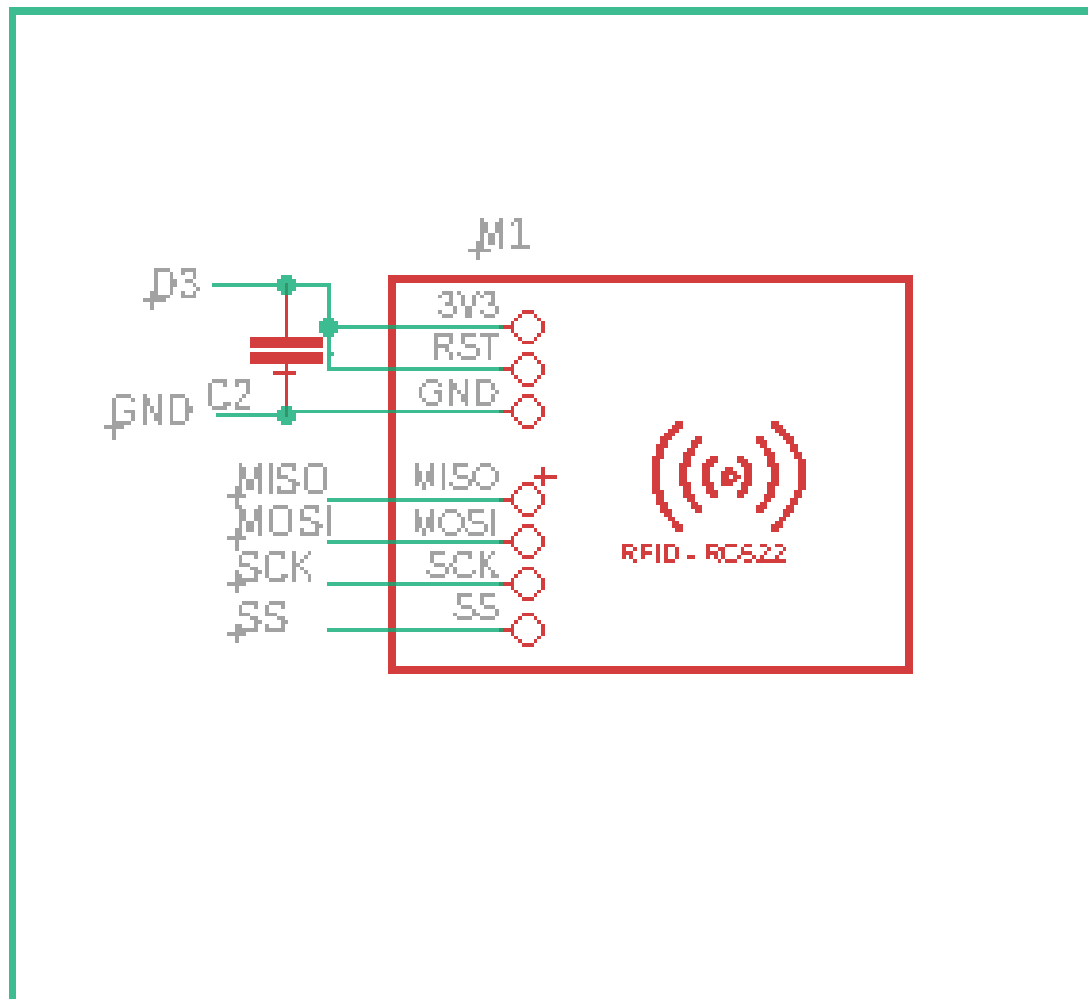 M1
D3
3V3
RST
C2
GND
GND
MISO
MISO
MOSI
MOSI
SCK
SCK
SS
SS
RFID - RC522